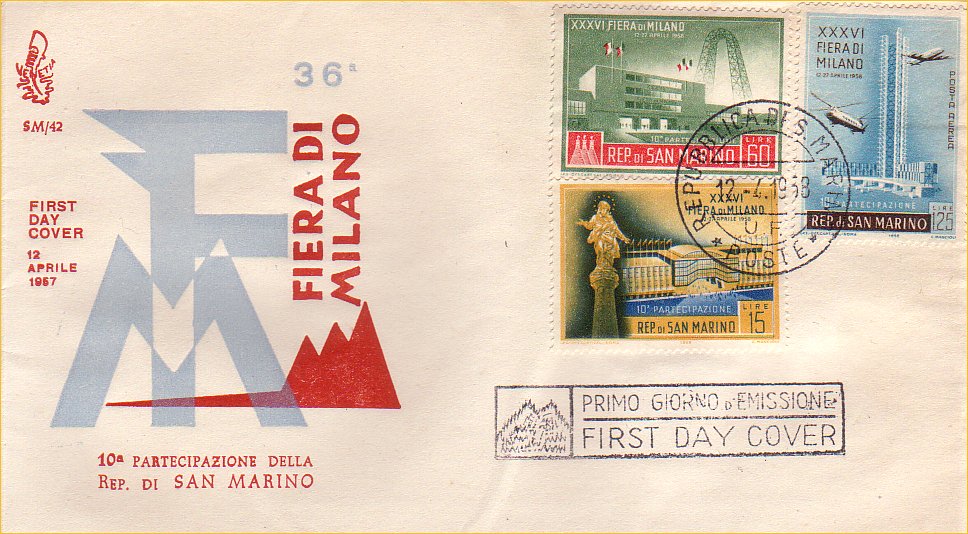 SM/42
36ª
FIERA DI
MILANO
FIRST
DAY
COVER
12
APRILE
1957
10ª PARTECIPAZIONE DELLA
REP. DI SAN MARINO
XXXVI FIERA DI MILANO
12-27 APRILE 1958
10ª PARTECIPAZIONE
LIRE
REP. DI SAN MARINO 60
XXXVI
FIERA DI
MILANO
12-27 APRILE 1958
POSTA AEREA
10ª PARTECIPAZIONE
LIRE
REP. DI SAN MARINO 125
1958
XXXVI
FIERA DI MILANO
12-27 APRILE 1958
10ª PARTECIPAZIONE
LIRE
REP. DI SAN MARINO 15
1958
REPUBBLICA DI S. MARINO
12.-4.1958
POSTE
PRIMO GIORNO D'EMISSIONE
FIRST DAY COVER